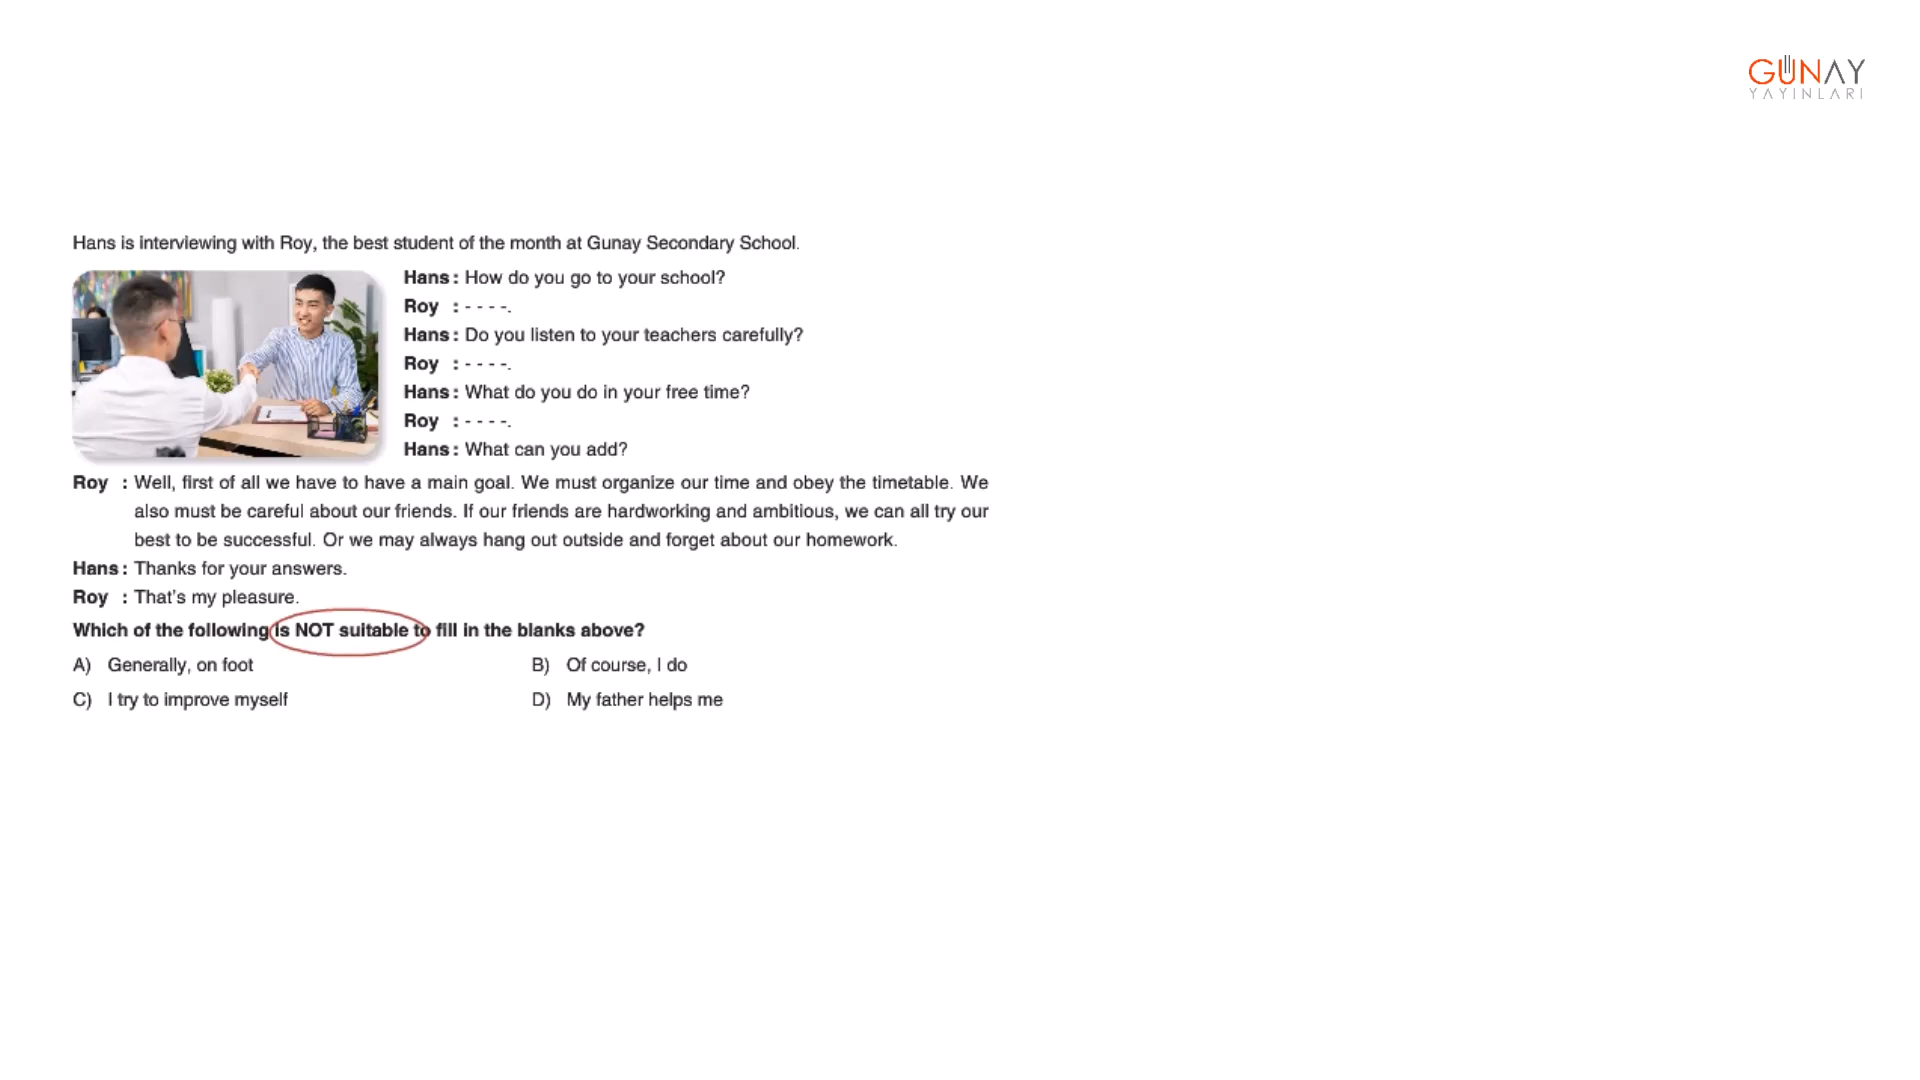 GÜNAY
YAYINLARI
Hans is interviewing with Roy, the best student of the month at Gunay Secondary School.
Hans : How do you go to your school?
Roy : - - - -.
Hans : Do you listen to your teachers carefully?
Roy : - - - -.
Hans : What do you do in your free time?
Roy : - - - -.
Hans : What can you add?
Roy : Well, first of all we have to have a main goal. We must organize our time and obey the timetable. We
also must be careful about our friends. If our friends are hardworking and ambitious, we can all try our
best to be successful. Or we may always hang out outside and forget about our homework.
Hans : Thanks for your answers.
Roy : That's my pleasure.
Which of the following is NOT suitable to fill in the blanks above?
A) Generally, on foot
B) Of course, I do
C) I try to improve myself
D) My father helps me